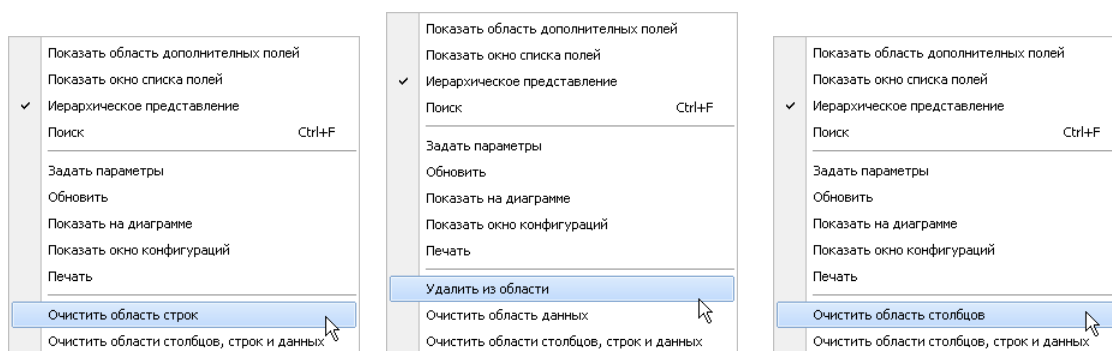 Показать область дополнителных полей
Показать окно списка полей
Иерархическое представление
Поиск Ctrl+F
Задать параметры
Обновить
Показать на диаграмме
Показать окно конфигураций
Печать
Очистить область строк
Очистить области столбцов, строк и данных
Показать область дополнителных полей
Показать окно списка полей
Иерархическое представление
Поиск Ctrl+F
Задать параметры
Обновить
Показать на диаграмме
Показать окно конфигураций
Печать
Удалить из области
Очистить область данных
Очистить области столбцов, строк и данных
Показать область дополнителных полей
Показать окно списка полей
Иерархическое представление
Поиск Ctrl+F
Задать параметры
Обновить
Показать на диаграмме
Показать окно конфигураций
Печать
Очистить область столбцов
Очистить области столбцов, строк и данных